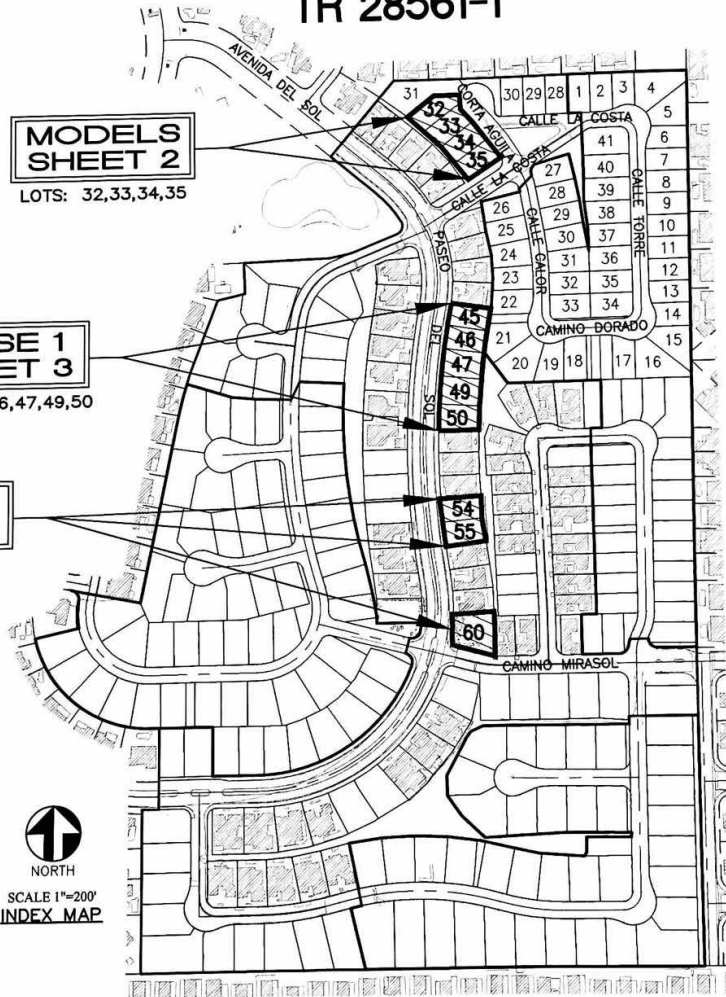 TR 28561-1
AVENIDA DEL SOL
MODELS
SHEET 2
LOTS: 32,33,34,35
31
32
33
34
35
CORTA AGUILA
30 29 28 1 2 3 4
CALLE LA COSTA
5
6
7
8
9
10
11
12
13
14
15
41
40
39
38
37
36
35
34
27
28
29
30
31
32
33
CALLE TORRE
CALLE LA COSTA
CALLE CALOR
26
25
24
23
22
21
CAMINO DORADO
20 19 18 17 16
PASEO DEL SOL
SE 1
ET 3
6,47,49,50
45
46
47
49
50
54
55
60
CAMINO MIRASOL
NORTH
SCALE 1"=200'
INDEX MAP